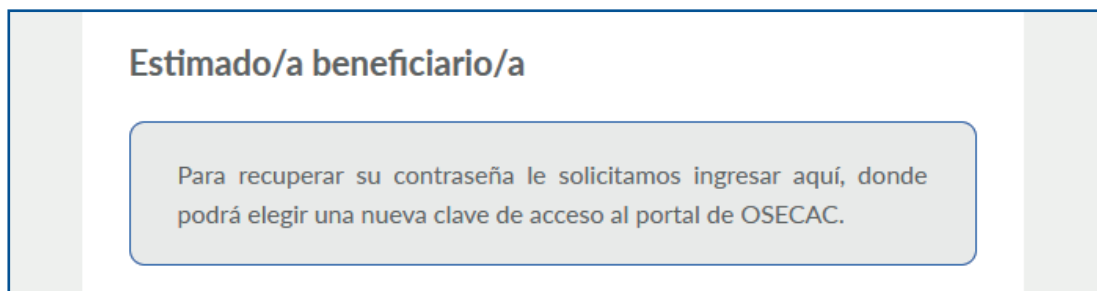 Estimado/a beneficiario/a
Para recuperar su contraseña le solicitamos ingresar aquí, donde
podrá elegir una nueva clave de acceso al portal de OSECAC.